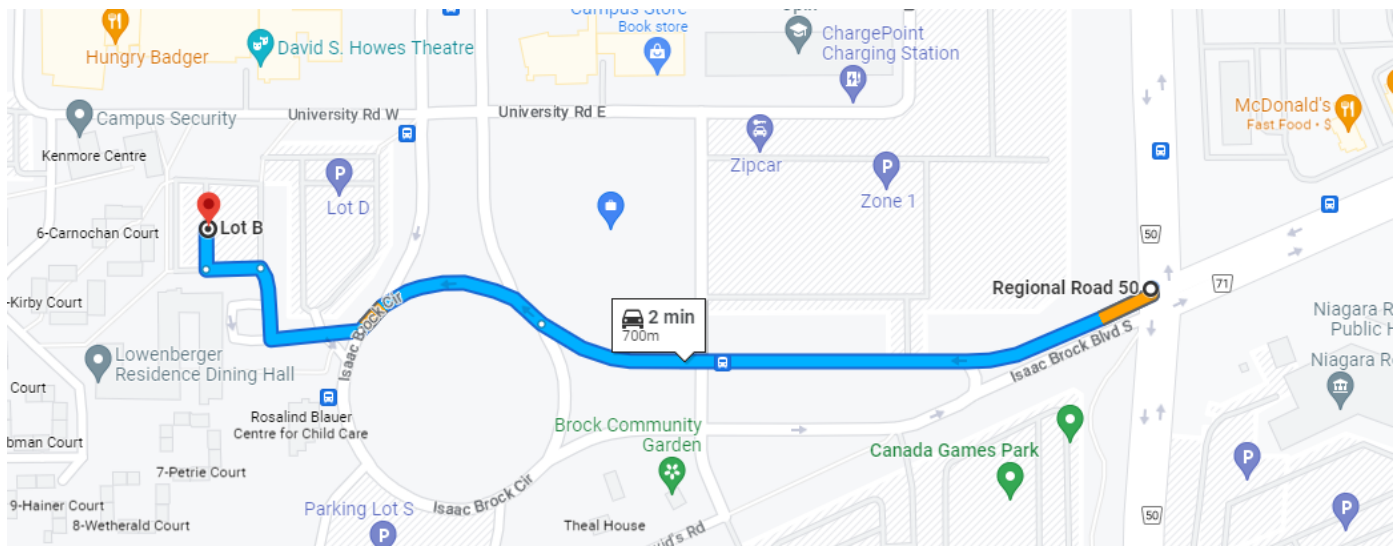 Campus Store
Book store
Hungry Badger
David S. Howes Theatre
ChargePoint
Charging Station
McDonald's
Fast Food • $
Campus Security
University Rd W
University Rd E
Kenmore Centre
Zipcar
P
Lot D
P
Zone 1
Lot B
6-Carnochan Court
50
-Kirby Court
Regional Road 50
71
2 min
700m
Isaac Brock Cir
Isaac Brock Blvd S
Niagara R
Public H
Lowenberger
Residence Dining Hall
Niagara Re
Court
Rosalind Blauer
Centre for Child Care
Brock Community
Garden
Canada Games Park
bman Court
7-Petrie Court
P
9-Hainer Court
8-Wetherald Court
Parking Lot S
P
Isaac Brock Cir
Theal House
vid's Rd
50
P